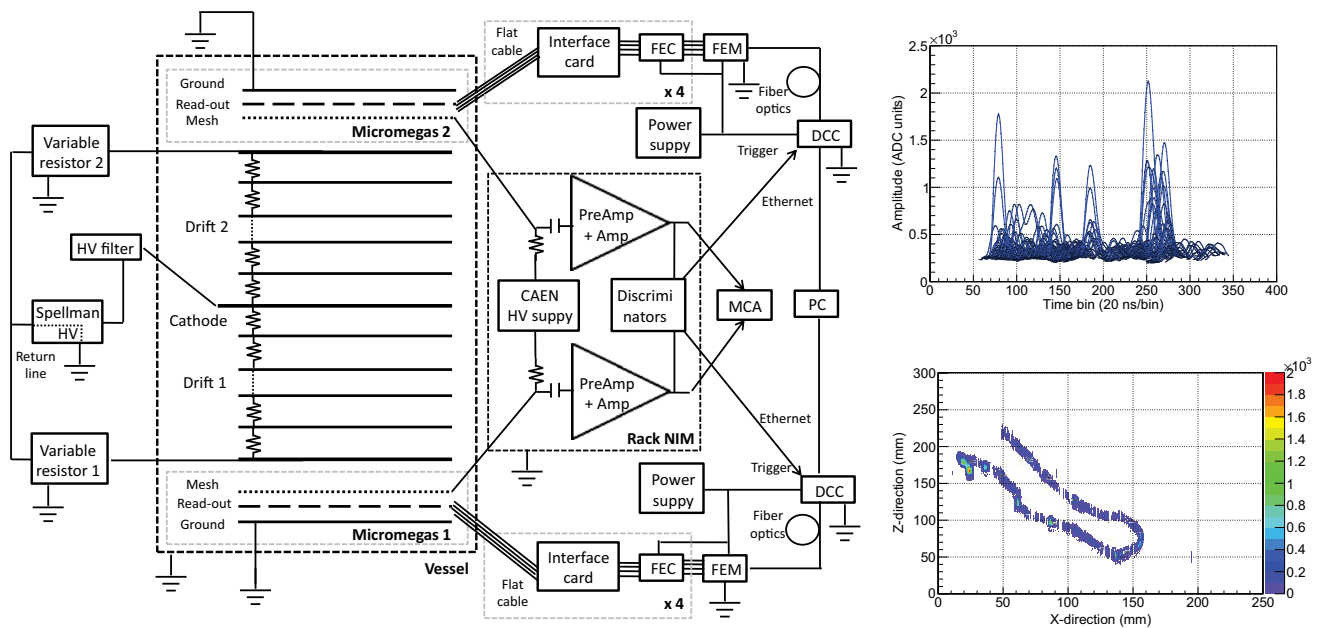 Flat
cable
Interface
card
FEC
FEM
x 4
Fiber
optics
Ground
Read-out
Mesh
Micromegas 2
Power
suppy
DCC
Trigger
Ethernet
Variable
resistor 2
Drift 2
HV filter
PreAmp
+ Amp
Spellman
HV
Cathode
CAEN
HV suppy
Discrimi
nators
MCA
PC
Return
line
Drift 1
PreAmp
+ Amp
Ethernet
Rack NIM
Variable
resistor 1
Trigger
Power
suppy
DCC
Mesh
Read-out
Ground
Micromegas 1
Vessel
Fiber
optics
Interface
card
FEC
FEM
Flat
cable
x 4
×10³
2.5
2
1.5
1
0.5
0
Amplitude (ADC units)
0 50 100 150 200 250 300 350 400
Time bin (20 ns/bin)
300
250
200
150
100
50
0
Z-direction (mm)
0 50 100 150 200 250
X-direction (mm)
×10³
2
1.8
1.6
1.4
1.2
1
0.8
0.6
0.4
0.2
0